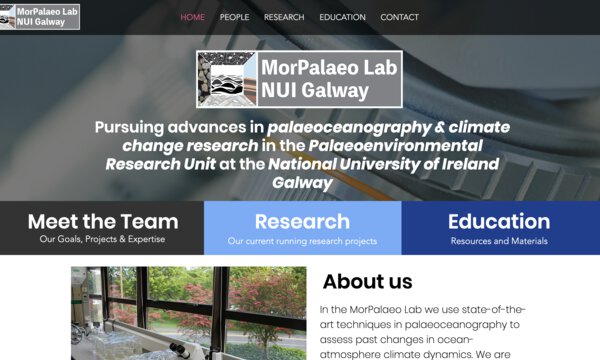 MorPalaeo Lab
NUI Galway
HOME PEOPLE RESEARCH EDUCATION CONTACT
MorPalaeo Lab
NUI Galway
Pursuing advances in palaeoceanography & climate
change research in the Palaeoenvironmental
Research Unit at the National University of Ireland
Galway
Meet the Team
Our Goals, Projects & Expertise
Research
Our current running research projects
Education
Resources and Materials
About us
In the MorPalaeo Lab we use state-of-the-
art techniques in palaeoceanography to
assess past changes in ocean-
atmosphere climate dynamics. We are